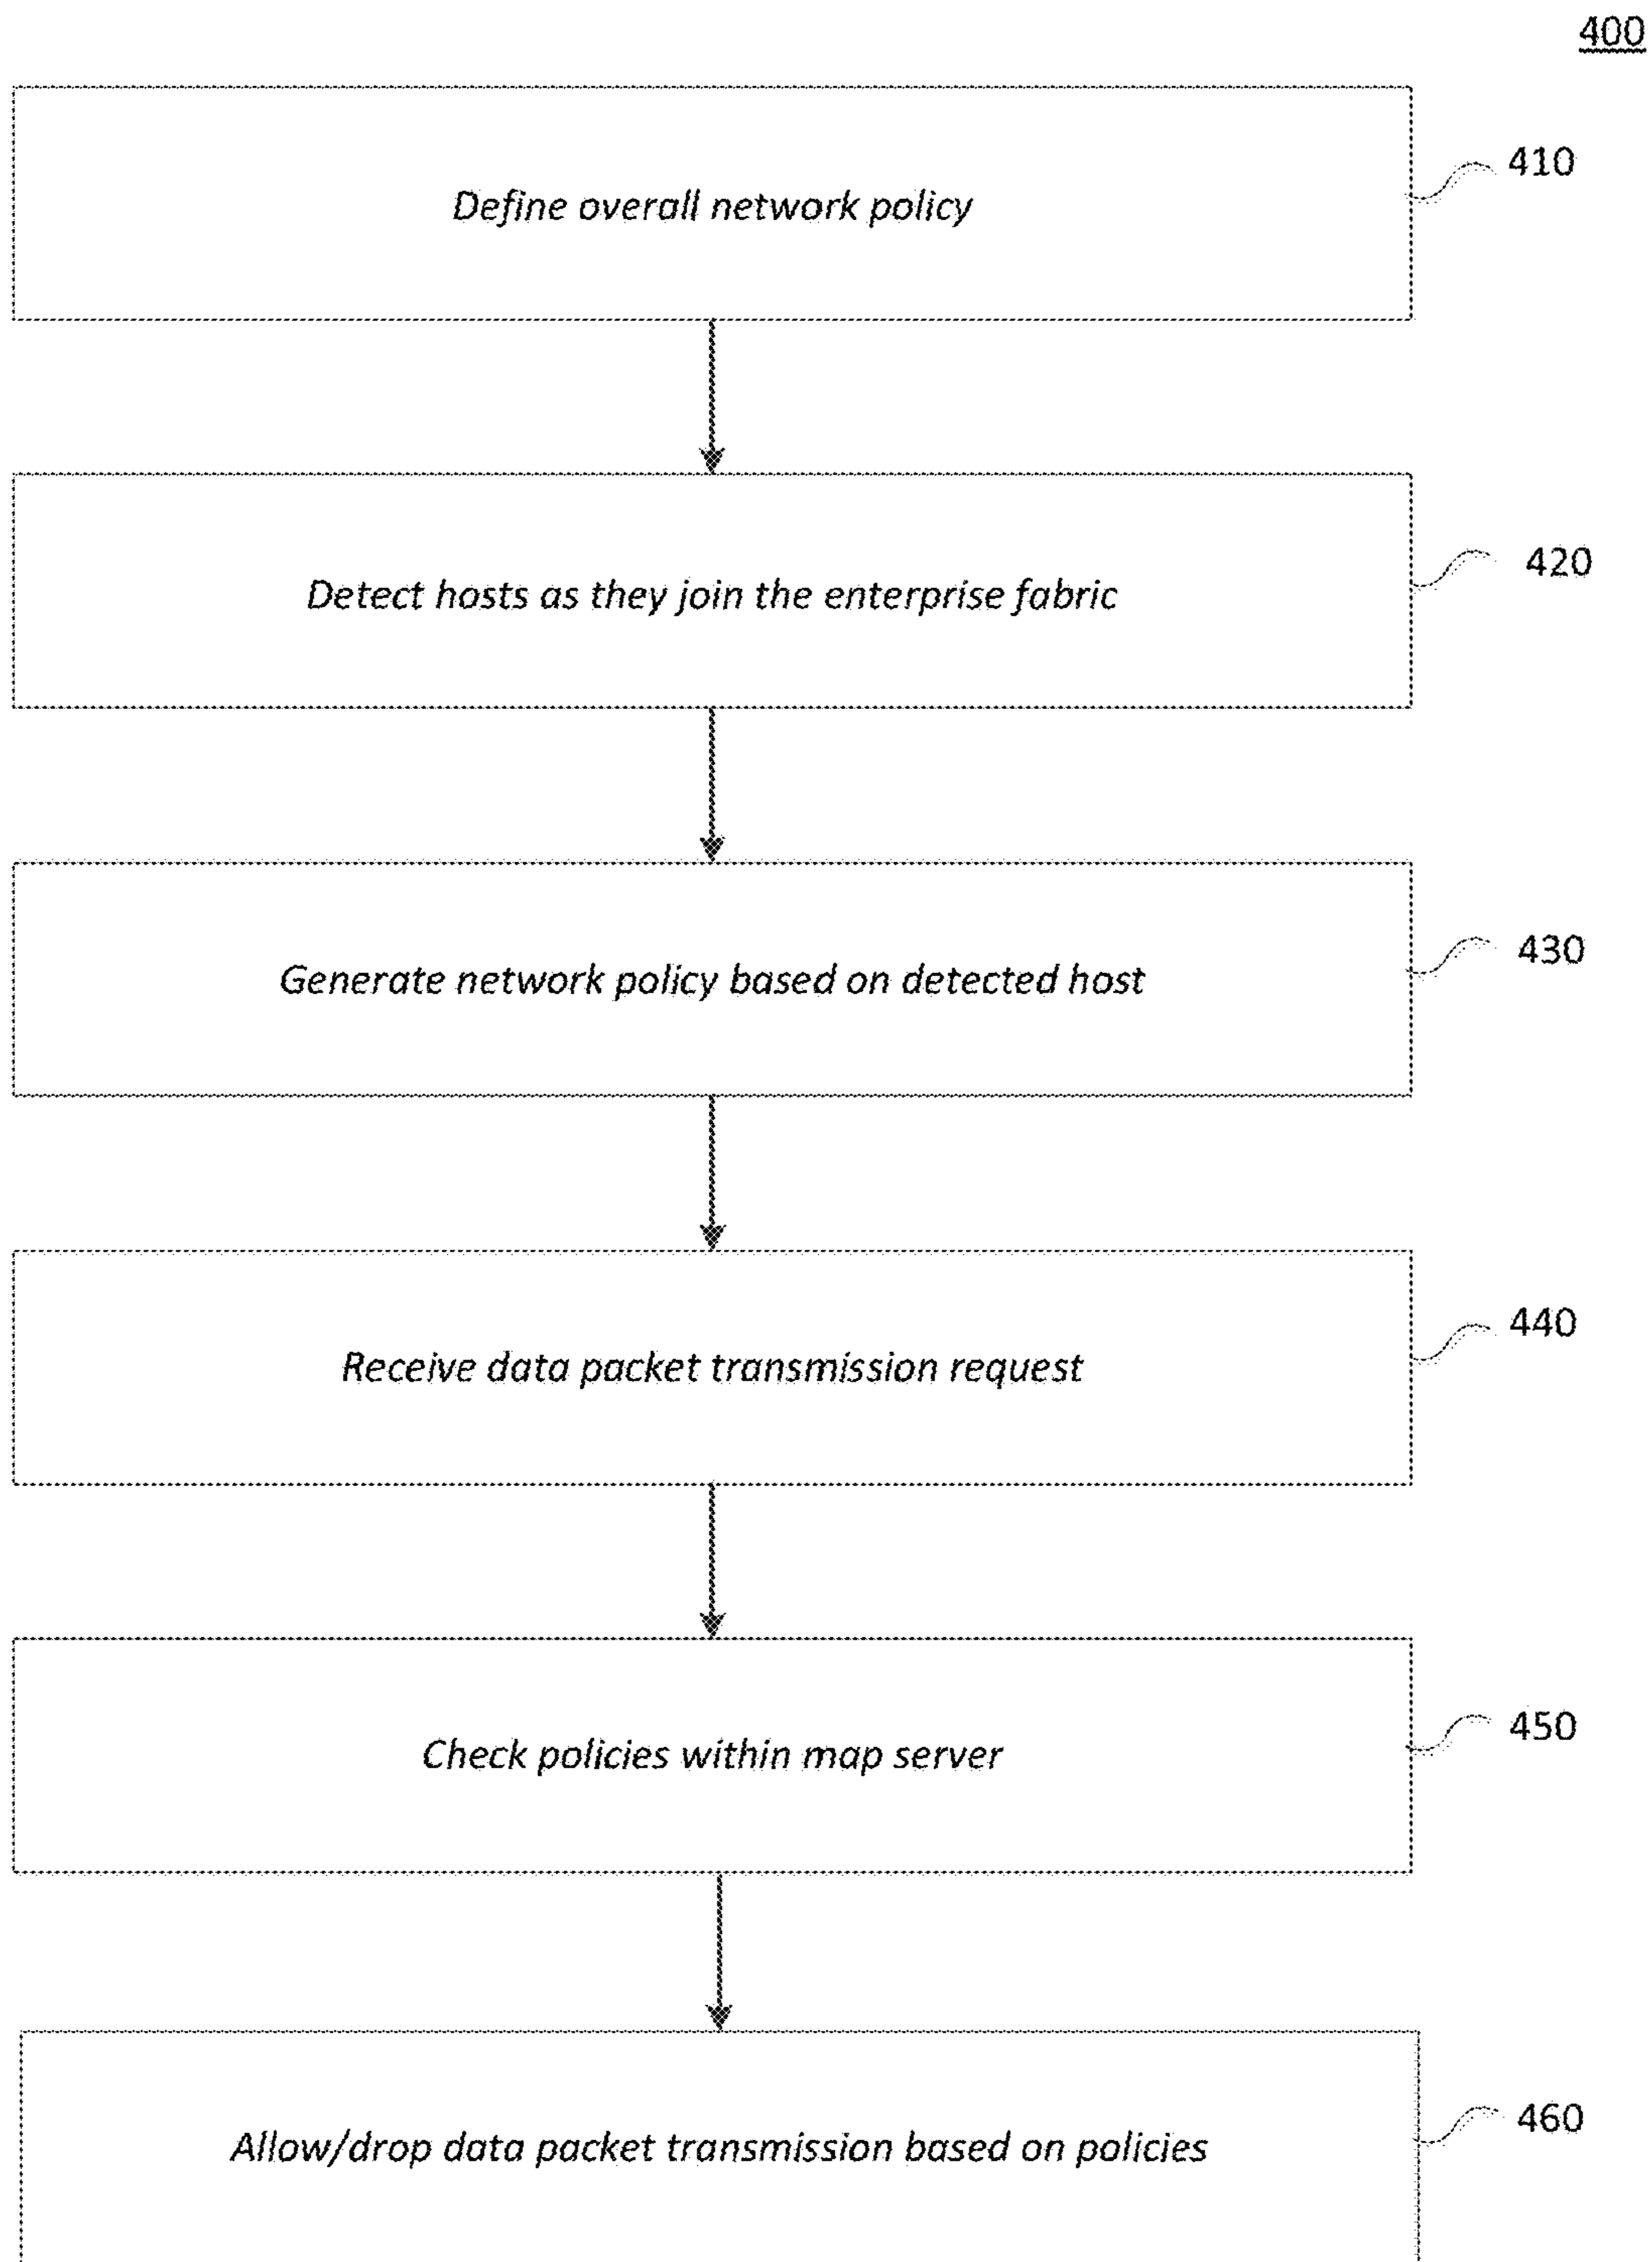 400
Define overall network policy
410
Detect hosts as they join the enterprise fabric
420
Generate network policy based on detected host
430
Receive data packet transmission request
440
Check policies within map server
450
Allow/drop data packet transmission based on policies
460